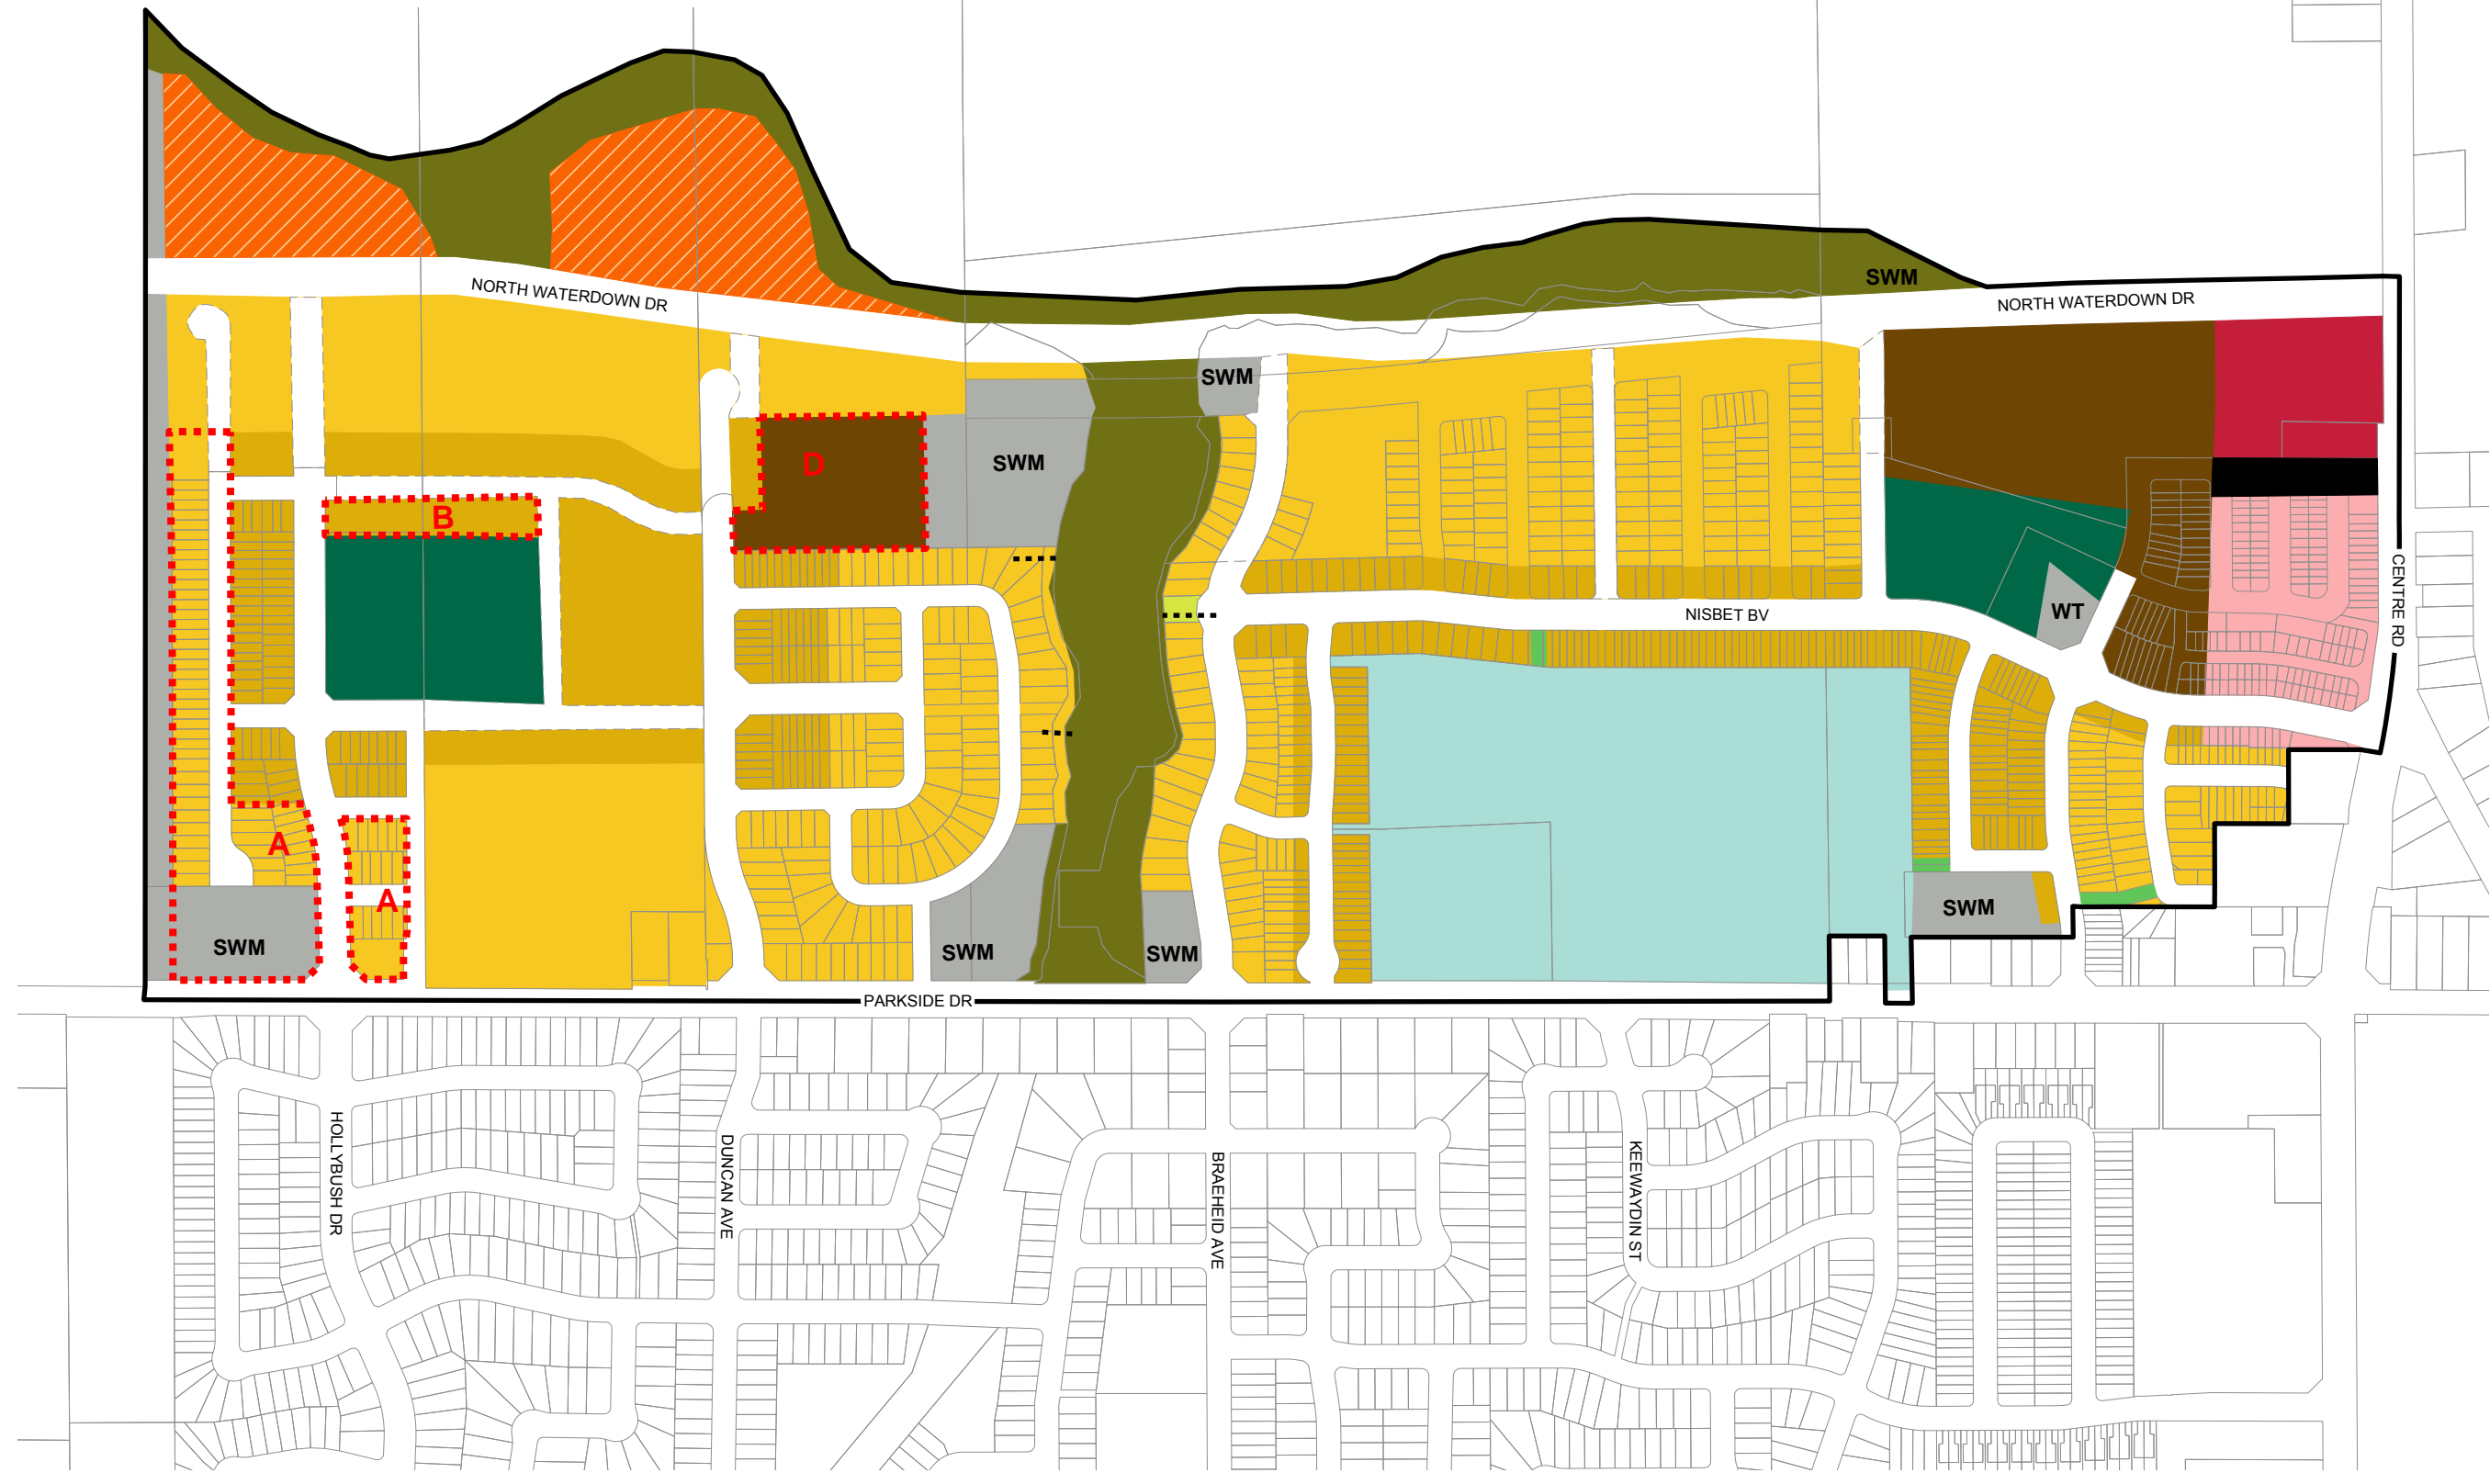 SWM
NORTH WATERDOWN DR
NORTH WATERDOWN DR
SWM
D
SWM
B
CENTRE RD
NISBET BV
WT
A
A
SWM
SWM
SWM
SWM
PARKSIDE DR
HOLLYBUSH DR
DUNCAN AVE
BRAEHEID AVE
KEEWAYDIN ST